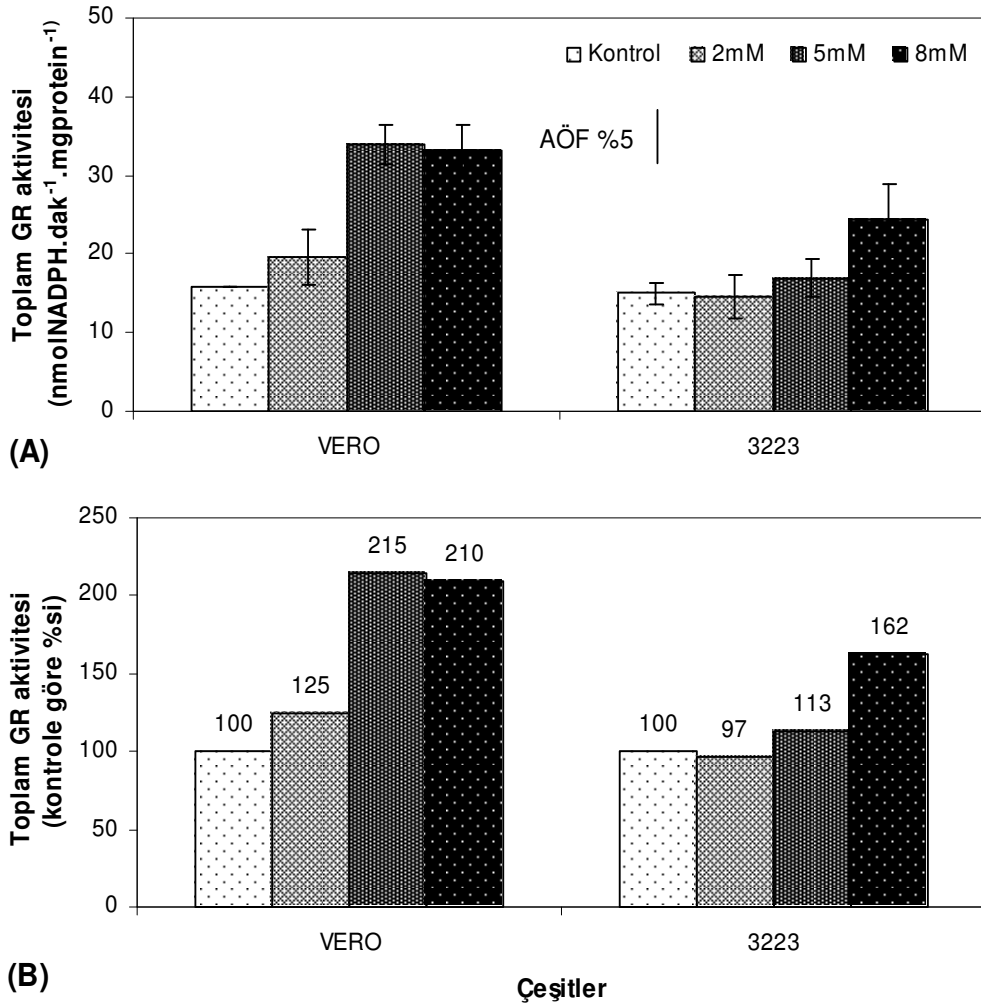 50
40
30
20
10
0
Toplam GR aktivitesi
(nmolNADPH.dak⁻¹.mgprotein⁻¹)
Kontrol 2mM 5mM 8mM
AÖF %5
VERO 3223
(A)
250
200
150
100
50
0
Toplam GR aktivitesi
(kontrole göre %si)
100 125 215 210 100 97 113 162
VERO 3223
(B)
Çeşitler